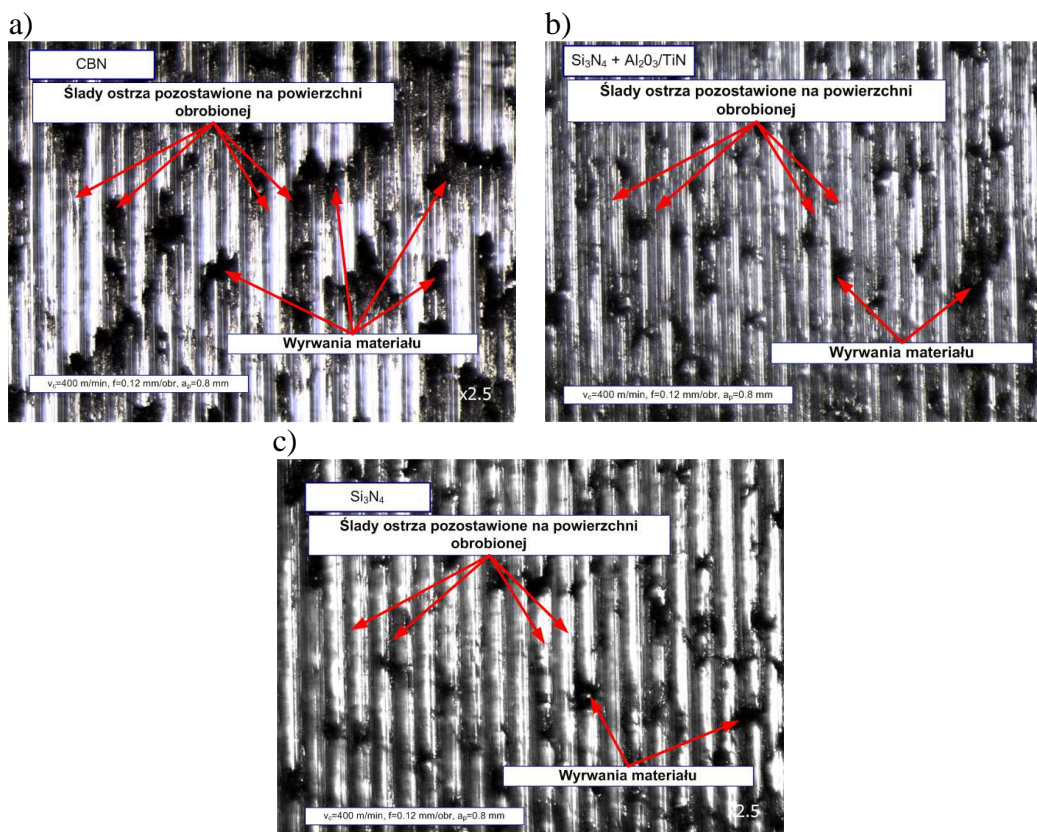 a)
CBN
Ślady ostrza pozostawione na powierzchni
obrobionej
Wyrwania materiału
v꜀=400 m/min, f=0.12 mm/obr, aₚ=0.8 mm
x2.5
b)
Si₃N₄ + Al₂0₃/TiN
Ślady ostrza pozostawione na powierzchni
obrobionej
Wyrwania materiału
v꜀=400 m/min, f=0.12 mm/obr, aₚ=0.8 mm
c)
Si₃N₄
Ślady ostrza pozostawione na powierzchni
obrobionej
Wyrwania materiału
v꜀=400 m/min, f=0.12 mm/obr, aₚ=0.8 mm
x2.5